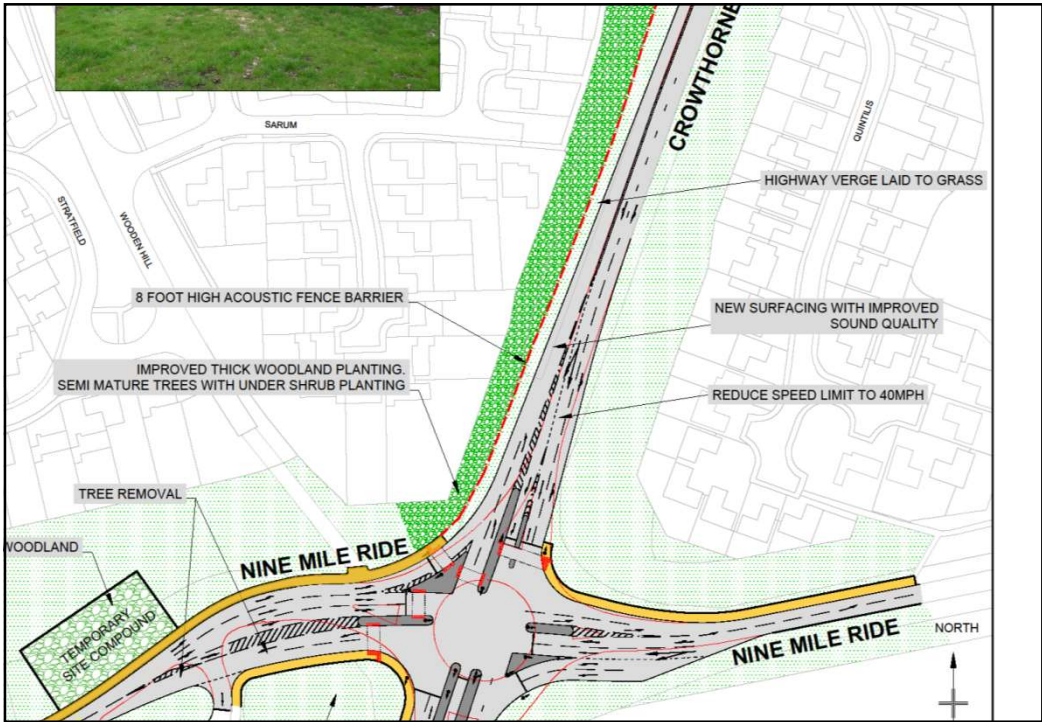 SARUM
STRATFIELD
WOODEN HILL
CROWTHORNE
QUINTILIS
HIGHWAY VERGE LAID TO GRASS
8 FOOT HIGH ACOUSTIC FENCE BARRIER
NEW SURFACING WITH IMPROVED
SOUND QUALITY
IMPROVED THICK WOODLAND PLANTING.
SEMI MATURE TREES WITH UNDER SHRUB PLANTING
REDUCE SPEED LIMIT TO 40MPH
TREE REMOVAL
WOODLAND
NINE MILE RIDE
TEMPORARY
SITE COMPOUND
NINE MILE RIDE
NORTH